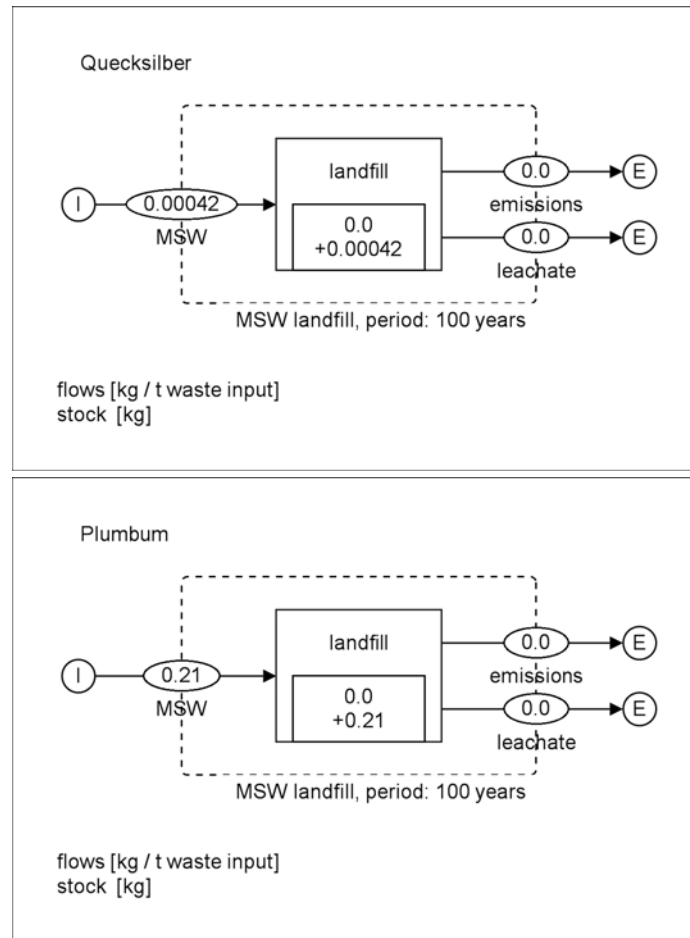 Quecksilber
landfill
I
0.00042
MSW
0.0
+0.00042
0.0
E
emissions
0.0
E
leachate
MSW landfill, period: 100 years
flows [kg / t waste input]
stock [kg]
Plumbum
landfill
I
0.21
MSW
0.0
+0.21
0.0
E
emissions
0.0
E
leachate
MSW landfill, period: 100 years
flows [kg / t waste input]
stock [kg]